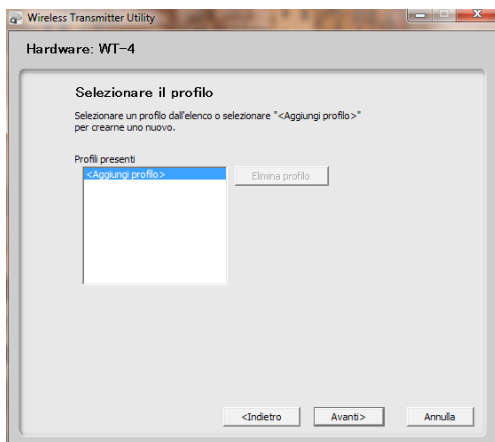 Wireless Transmitter Utility
Hardware: WT-4
Selezionare il profilo
Selezionare un profilo dall'elenco o selezionare "<Aggiungi profilo>"
per crearne uno nuovo.
Profili presenti
<Aggiungi profilo>
Elimina profilo
<Indietro
Avanti>
Annulla